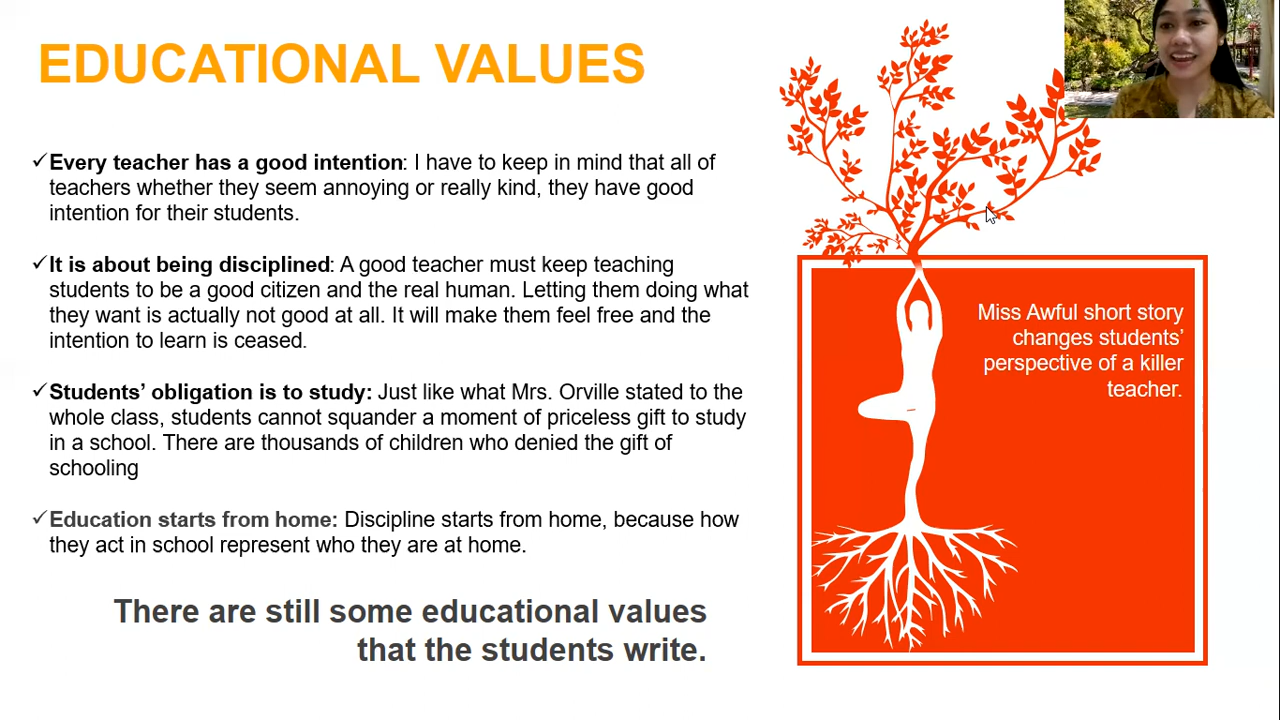 EDUCATIONAL VALUES
✓Every teacher has a good intention: I have to keep in mind that all of
teachers whether they seem annoying or really kind, they have good
intention for their students.
✓It is about being disciplined: A good teacher must keep teaching
students to be a good citizen and the real human. Letting them doing what
they want is actually not good at all. It will make them feel free and the
intention to learn is ceased.
✓Students’ obligation is to study: Just like what Mrs. Orville stated to the
whole class, students cannot squander a moment of priceless gift to study
in a school. There are thousands of children who denied the gift of
schooling
✓Education starts from home: Discipline starts from home, because how
they act in school represent who they are at home.
There are still some educational values
that the students write.
Miss Awful short story
changes students’
perspective of a killer
teacher.